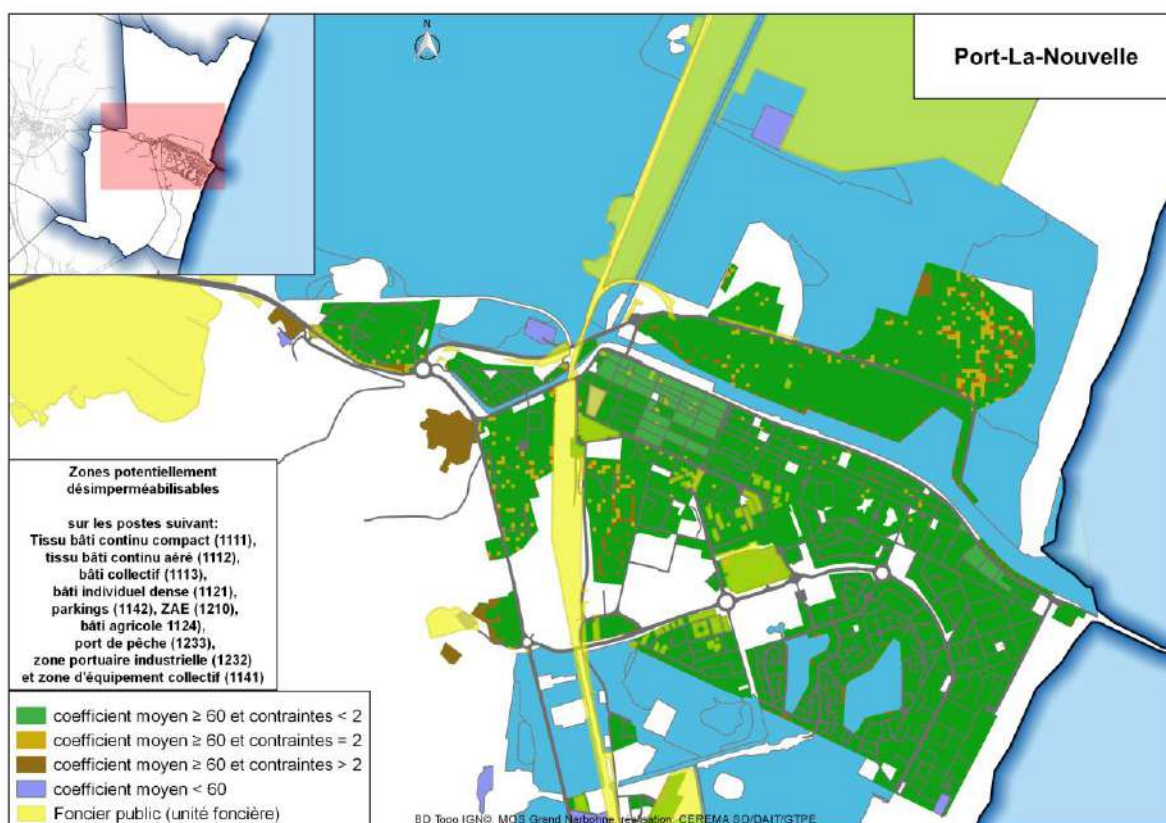 N
Port-La-Nouvelle
Zones potentiellement
désimperméabilisables
sur les postes suivant:
Tissu bâti continu compact (1111),
tissu bâti continu aéré (1112),
bâti collectif (1113),
bâti individuel dense (1121),
parkings (1142), ZAE (1210),
bâti agricole 1124),
port de pêche (1233),
zone portuaire industrielle (1232)
et zone d'équipement collectif (1141)
coefficient moyen ≥ 60 et contraintes < 2
coefficient moyen ≥ 60 et contraintes = 2
coefficient moyen ≥ 60 et contraintes > 2
coefficient moyen < 60
Foncier public (unité foncière)
BD Topo IGN©, MOS Grand Narbonne, réalisation: CEREMA SO/DAIT/GTPE